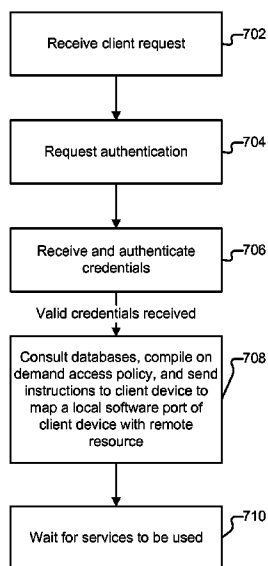 Receive client request
702
Request authentication
704
Receive and authenticate
credentials
706
Valid credentials received
Consult databases, compile on
demand access policy, and send
instructions to client device to
map a local software port of
client device with remote
resource
708
Wait for services to be used
710